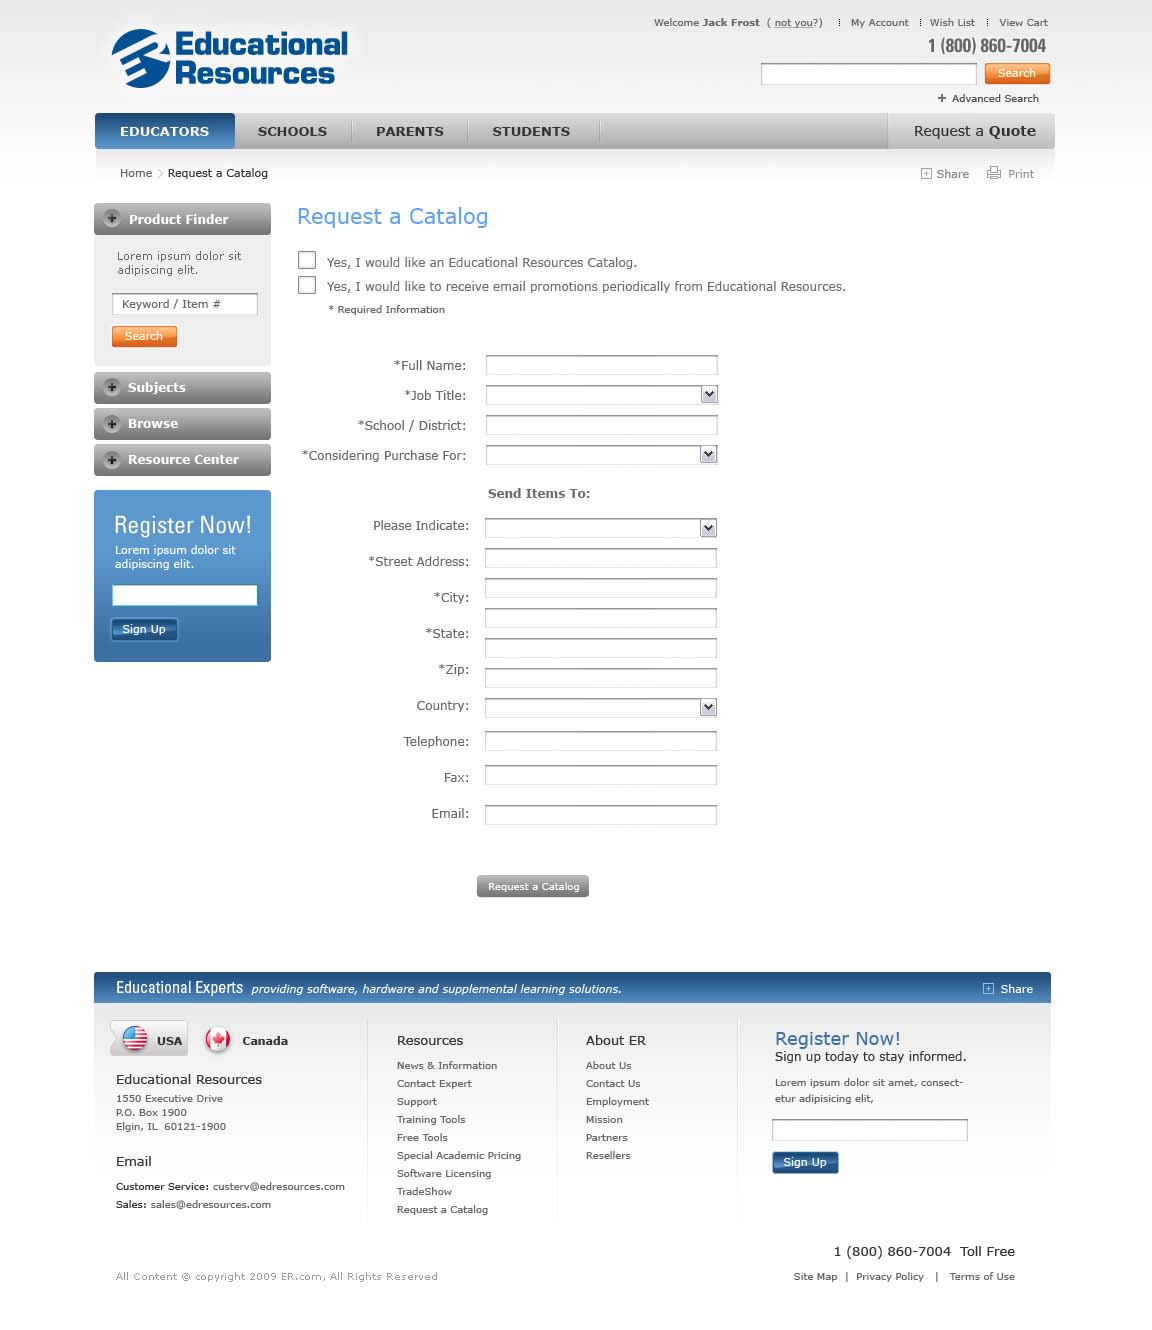 Educational
Resources
Welcome Jack Frost ( not you?)
My Account
Wish List
View Cart
1 (800) 860-7004
Search
+ Advanced Search
EDUCATORS
SCHOOLS
PARENTS
STUDENTS
Request a Quote
Home > Request a Catalog
Share
Print
Product Finder
Lorem ipsum dolor sit
adipiscing elit.
Keyword / Item #
Search
Subjects
Browse
Resource Center
Register Now!
Lorem ipsum dolor sit
adipiscing elit.
Sign Up
Request a Catalog
Yes, I would like an Educational Resources Catalog.
Yes, I would like to receive email promotions periodically from Educational Resources.
* Required Information
*Full Name:
*Job Title:
*School / District:
*Considering Purchase For:
Send Items To:
Please Indicate:
*Street Address:
*City:
*State:
*Zip:
Country:
Telephone:
Fax:
Email:
Request a Catalog
Educational Experts providing software, hardware and supplemental learning solutions.
Share
USA
Canada
Educational Resources
1550 Executive Drive
P.O. Box 1900
Elgin, IL 60121-1900
Email
Customer Service: custerv@edresources.com
Sales: sales@edresources.com
Resources
News & Information
Contact Expert
Support
Training Tools
Free Tools
Special Academic Pricing
Software Licensing
TradeShow
Request a Catalog
About ER
About Us
Contact Us
Employment
Mission
Partners
Resellers
Register Now!
Sign up today to stay informed.
Lorem ipsum dolor sit amet, consect-
etur adipisicing elit,
Sign Up
1 (800) 860-7004 Toll Free
All Content © copyright 2009 ER.com, All Rights Reserved
Site Map | Privacy Policy | Terms of Use